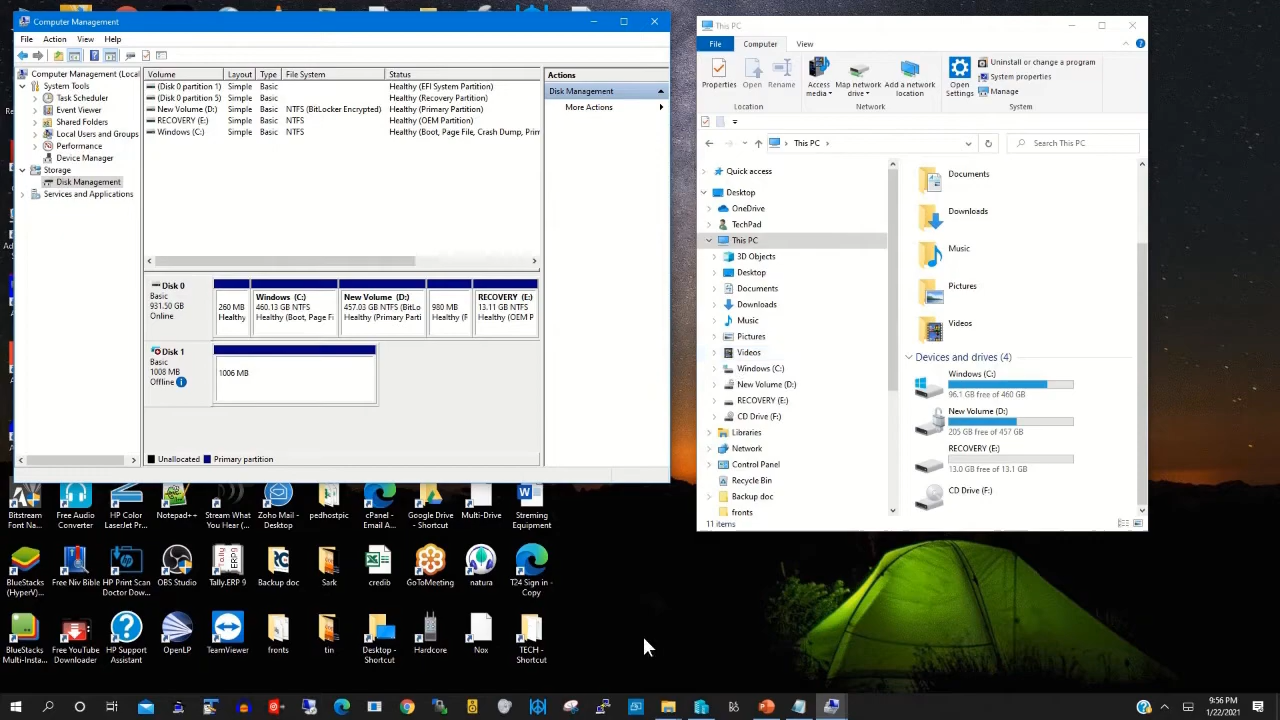 Computer Management
File Action View Help
Computer Management (Local
System Tools
Task Scheduler
Event Viewer
Shared Folders
Local Users and Groups
Performance
Device Manager
Storage
Disk Management
Services and Applications
Volume Layout Type File System Status
(Disk 0 partition 1) Simple Basic Healthy (EFI System Partition)
(Disk 0 partition 5) Simple Basic Healthy (Recovery Partition)
New Volume (D:) Simple Basic NTFS (BitLocker Encrypted) Healthy (Primary Partition)
RECOVERY (E:) Simple Basic NTFS Healthy (OEM Partition)
Windows (C:) Simple Basic NTFS Healthy (Boot, Page File, Crash Dump, Prim
Actions
Disk Management
More Actions
Disk 0
Basic
931.50 GB
Online
260 MB
Healthy
Windows (C:)
460.13 GB NTFS
Healthy (Boot, Page Fi
New Volume (D:)
457.03 GB NTFS (BitLo
Healthy (Primary Parti
980 MB
Healthy (F
RECOVERY (E:)
13.11 GB NTFS
Healthy (OEM P
Disk 1
Basic
1008 MB
Offline
1006 MB
Unallocated Primary partition
This PC
File Computer View
Properties
Open
Rename
Location
Access media
Map network drive
Add a network location
Network
Open Settings
Uninstall or change a program
System properties
Manage
System
This PC
Search This PC
Quick access
Desktop
OneDrive
TechPad
This PC
3D Objects
Desktop
Documents
Downloads
Music
Pictures
Videos
Windows (C:)
New Volume (D:)
RECOVERY (E:)
CD Drive (F:)
Libraries
Network
Control Panel
Recycle Bin
Backup doc
fronts
Documents
Downloads
Music
Pictures
Videos
Devices and drives (4)
Windows (C:)
96.1 GB free of 460 GB
New Volume (D:)
205 GB free of 457 GB
RECOVERY (E:)
13.0 GB free of 13.1 GB
CD Drive (F:)
11 items
Bitstream Font Na...
Free Audio Converter
HP Color LaserJet Pr...
Notepad++
Stream What You Hear (...
Zoho Mail - Desktop
pedhostpic
cPanel - Email A...
Google Drive - Shortcut
Multi-Drive
Streming Equipment
BlueStacks (HyperV)...
Free Niv Bible
HP Print Scan Doctor Dow...
OBS Studio
Tally.ERP 9
Backup doc
Sark
credib
GoToMeeting
natura
T24 Sign in - Copy
BlueStacks Multi-Insta...
Free YouTube Downloader
HP Support Assistant
OpenLP
TeamViewer
fronts
tin
Desktop - Shortcut
Hardcore
Nox
TECH - Shortcut
9:56 PM
1/22/2021